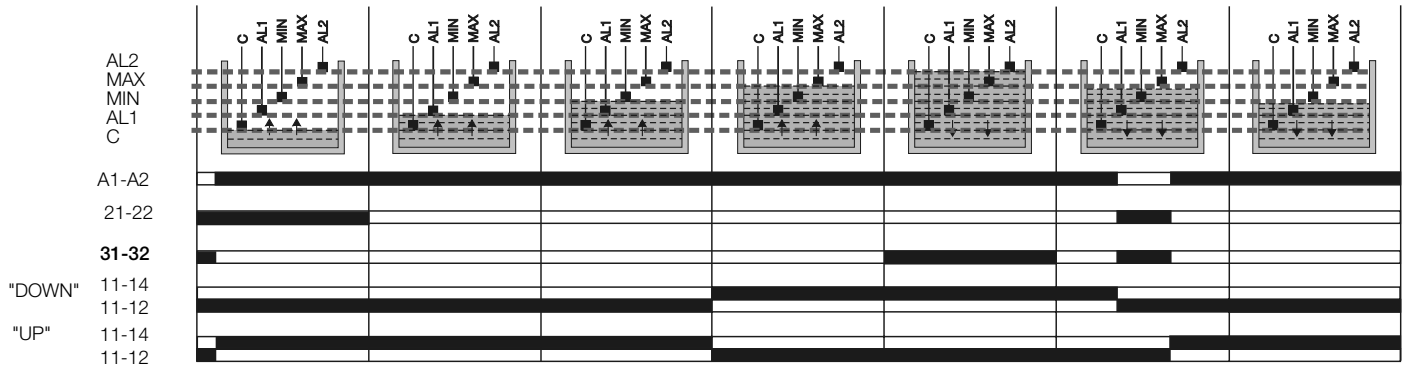 C AL1 MIN MAX AL2 C AL1 MIN MAX AL2 C AL1 MIN MAX AL2 C AL1 MIN MAX AL2 C AL1 MIN MAX AL2 C AL1 MIN MAX AL2 C AL1 MIN MAX AL2
AL2
MAX
MIN
AL1
C
A1-A2
21-22
31-32
"DOWN" 11-14
11-12
"UP" 11-14
11-12